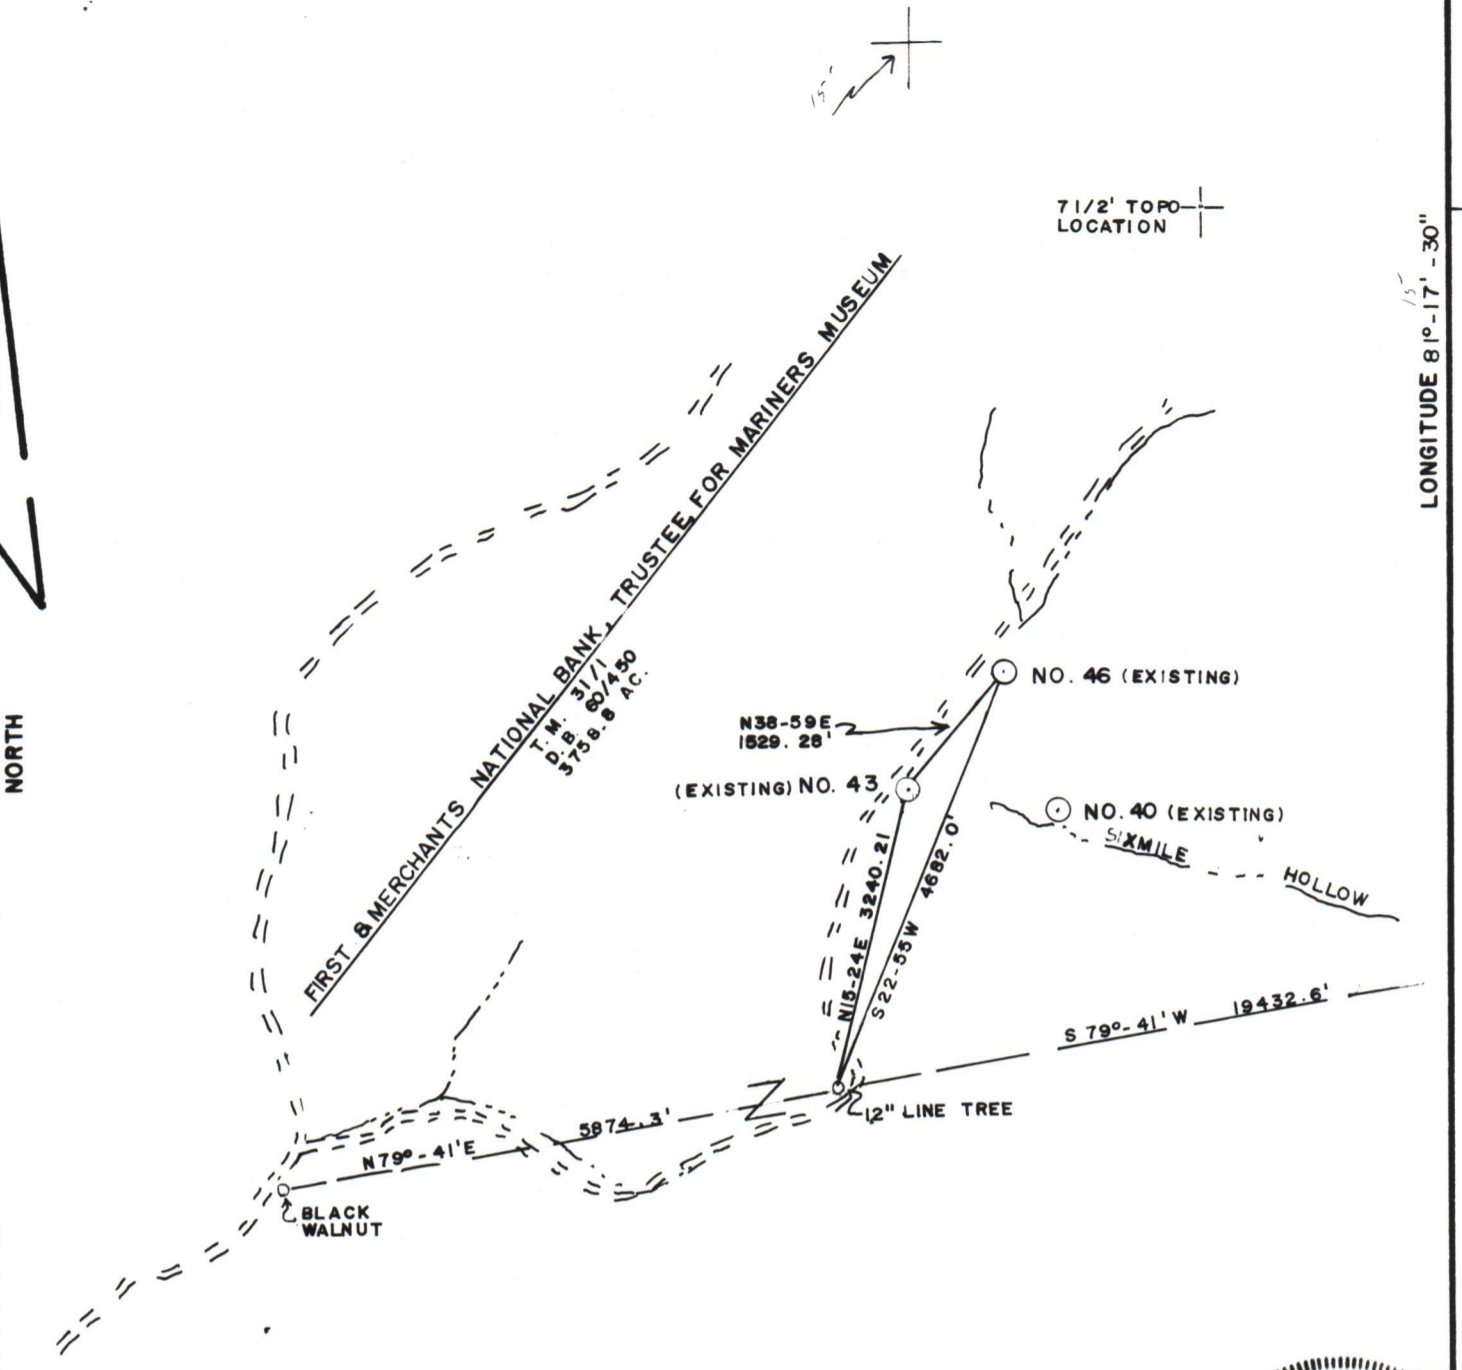 15'
7 1/2' TOPO
LOCATION
LONGITUDE 81°-17'-30"
15
FIRST & MERCHANTS NATIONAL BANK, TRUSTEE, FOR MARINERS MUSEUM
T. M. 31/1
D. B. 60/450
3758.8 AC.
NORTH
NO. 46 (EXISTING)
N38-59E
1529.28'
(EXISTING) NO. 43
NO. 40 (EXISTING)
SIXMILE
HOLLOW
N15-24E 3240.21
S22-55W 4682.0'
S 79°-41'W 19432.6'
12" LINE TREE
5874.3'
N79°-41'E
BLACK
WALNUT